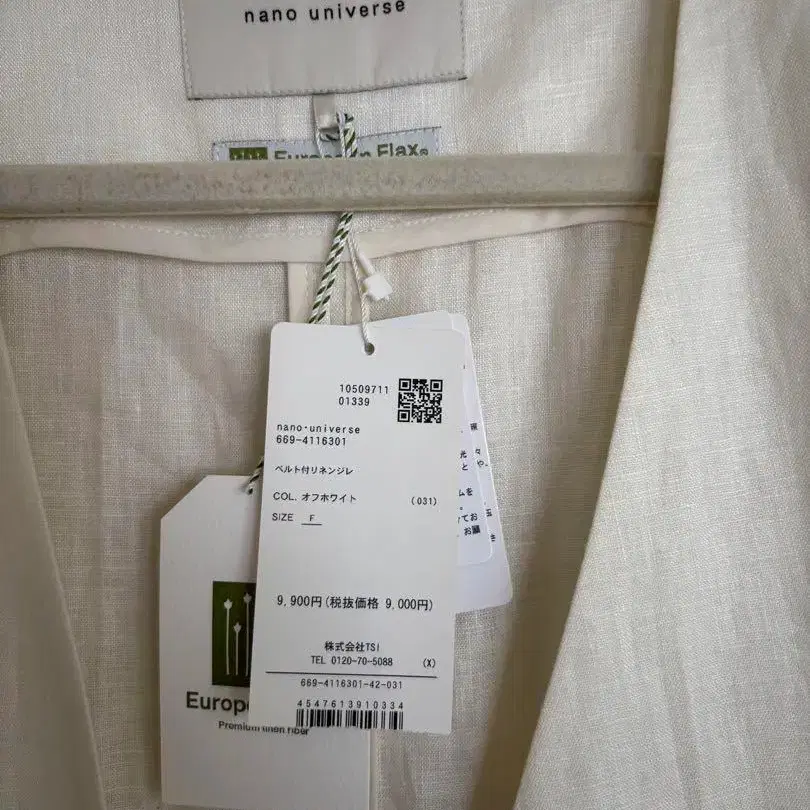 nano universe
European Flax®
10509711
01339
nano・universe
669-4116301
ベルト付リネンジレ
COL. オフホワイト (031)
SIZE F
9,900円(税抜価格 9,000円)
株式会社TSI
TEL 0120-70-5088 (X)
669-4116301-42-031
4547613910334
Europ
Premium linen fiber